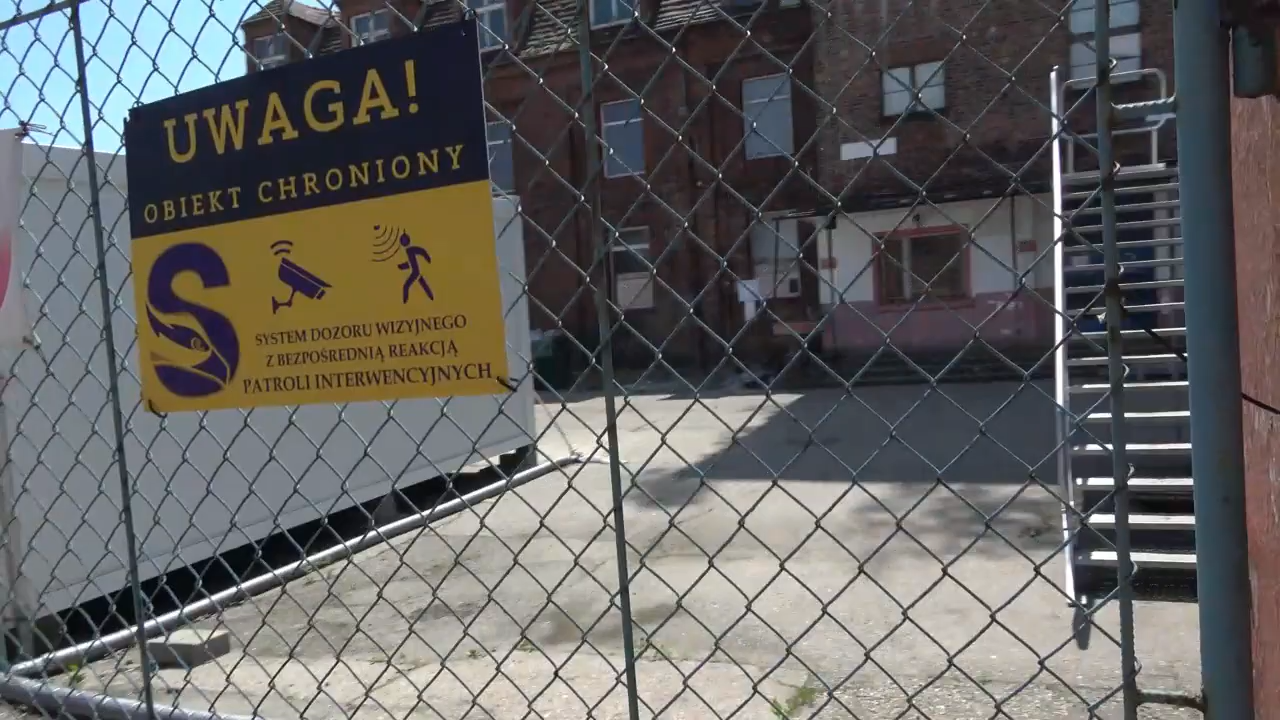 UWAGA!
OBIEKT CHRONIONY
SYSTEM DOZORU WIZYJNEGO
Z BEZPOŚREDNIĄ REAKCJĄ
PATROLI INTERWENCYJNYCH